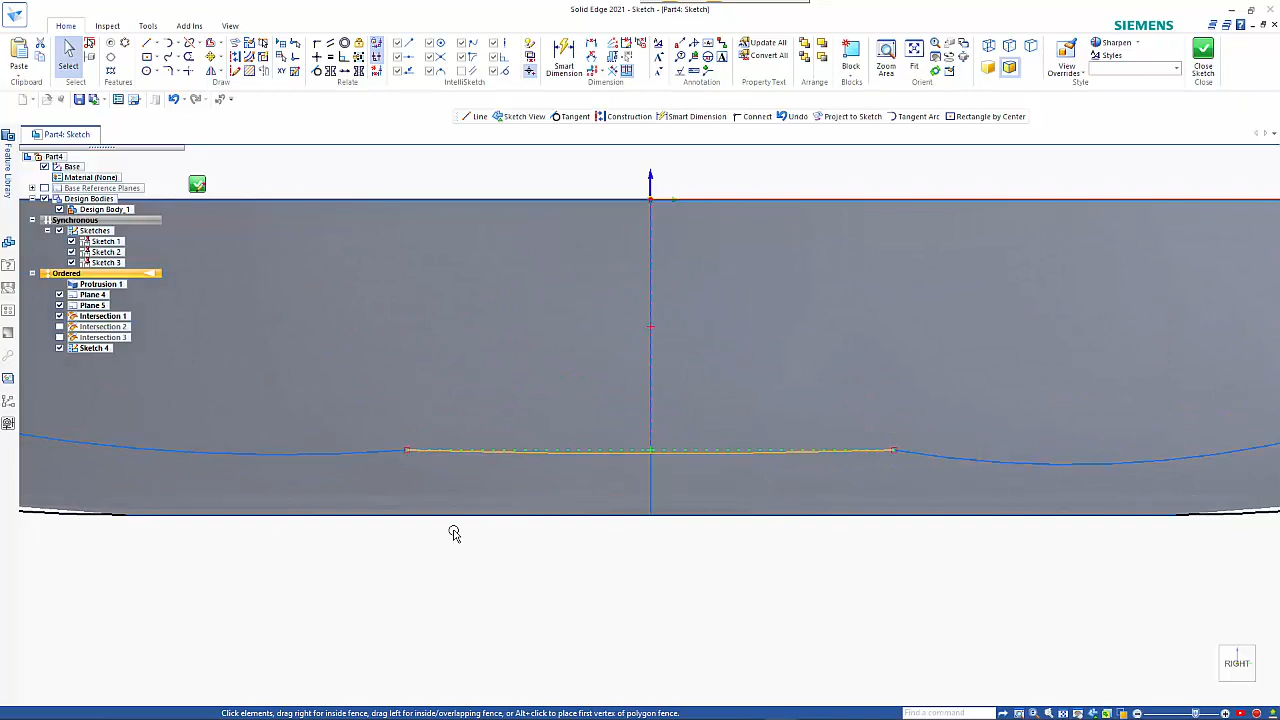 Solid Edge 2021 - Sketch - [Part4: Sketch]
Home Inspect Tools Add Ins View
SIEMENS
Paste
Select
Smart Dimension
Update All
Convert All
Block
Zoom Area
Fit
View Overrides
Sharpen
Styles
Close Sketch
Clipboard Select Features Draw Relate IntelliSketch Dimension Annotation PropertyText Arrange Blocks Orient Style Close
Line Sketch View Tangent Construction Smart Dimension Connect Undo Project to Sketch Tangent Arc Rectangle by Center
Part4: Sketch
Feature Library
Part4
Base
Material (None)
Base Reference Planes
Design Bodies
Design Body_1
Synchronous
Sketches
Sketch 1
Sketch 2
Sketch 3
Ordered
Protrusion 1
Plane 4
Plane 5
Intersection 1
Intersection 2
Intersection 3
Sketch 4
RIGHT
Click elements, drag right for inside fence, drag left for inside/overlapping fence, or Alt+click to place first vertex of polygon fence.
Find a command